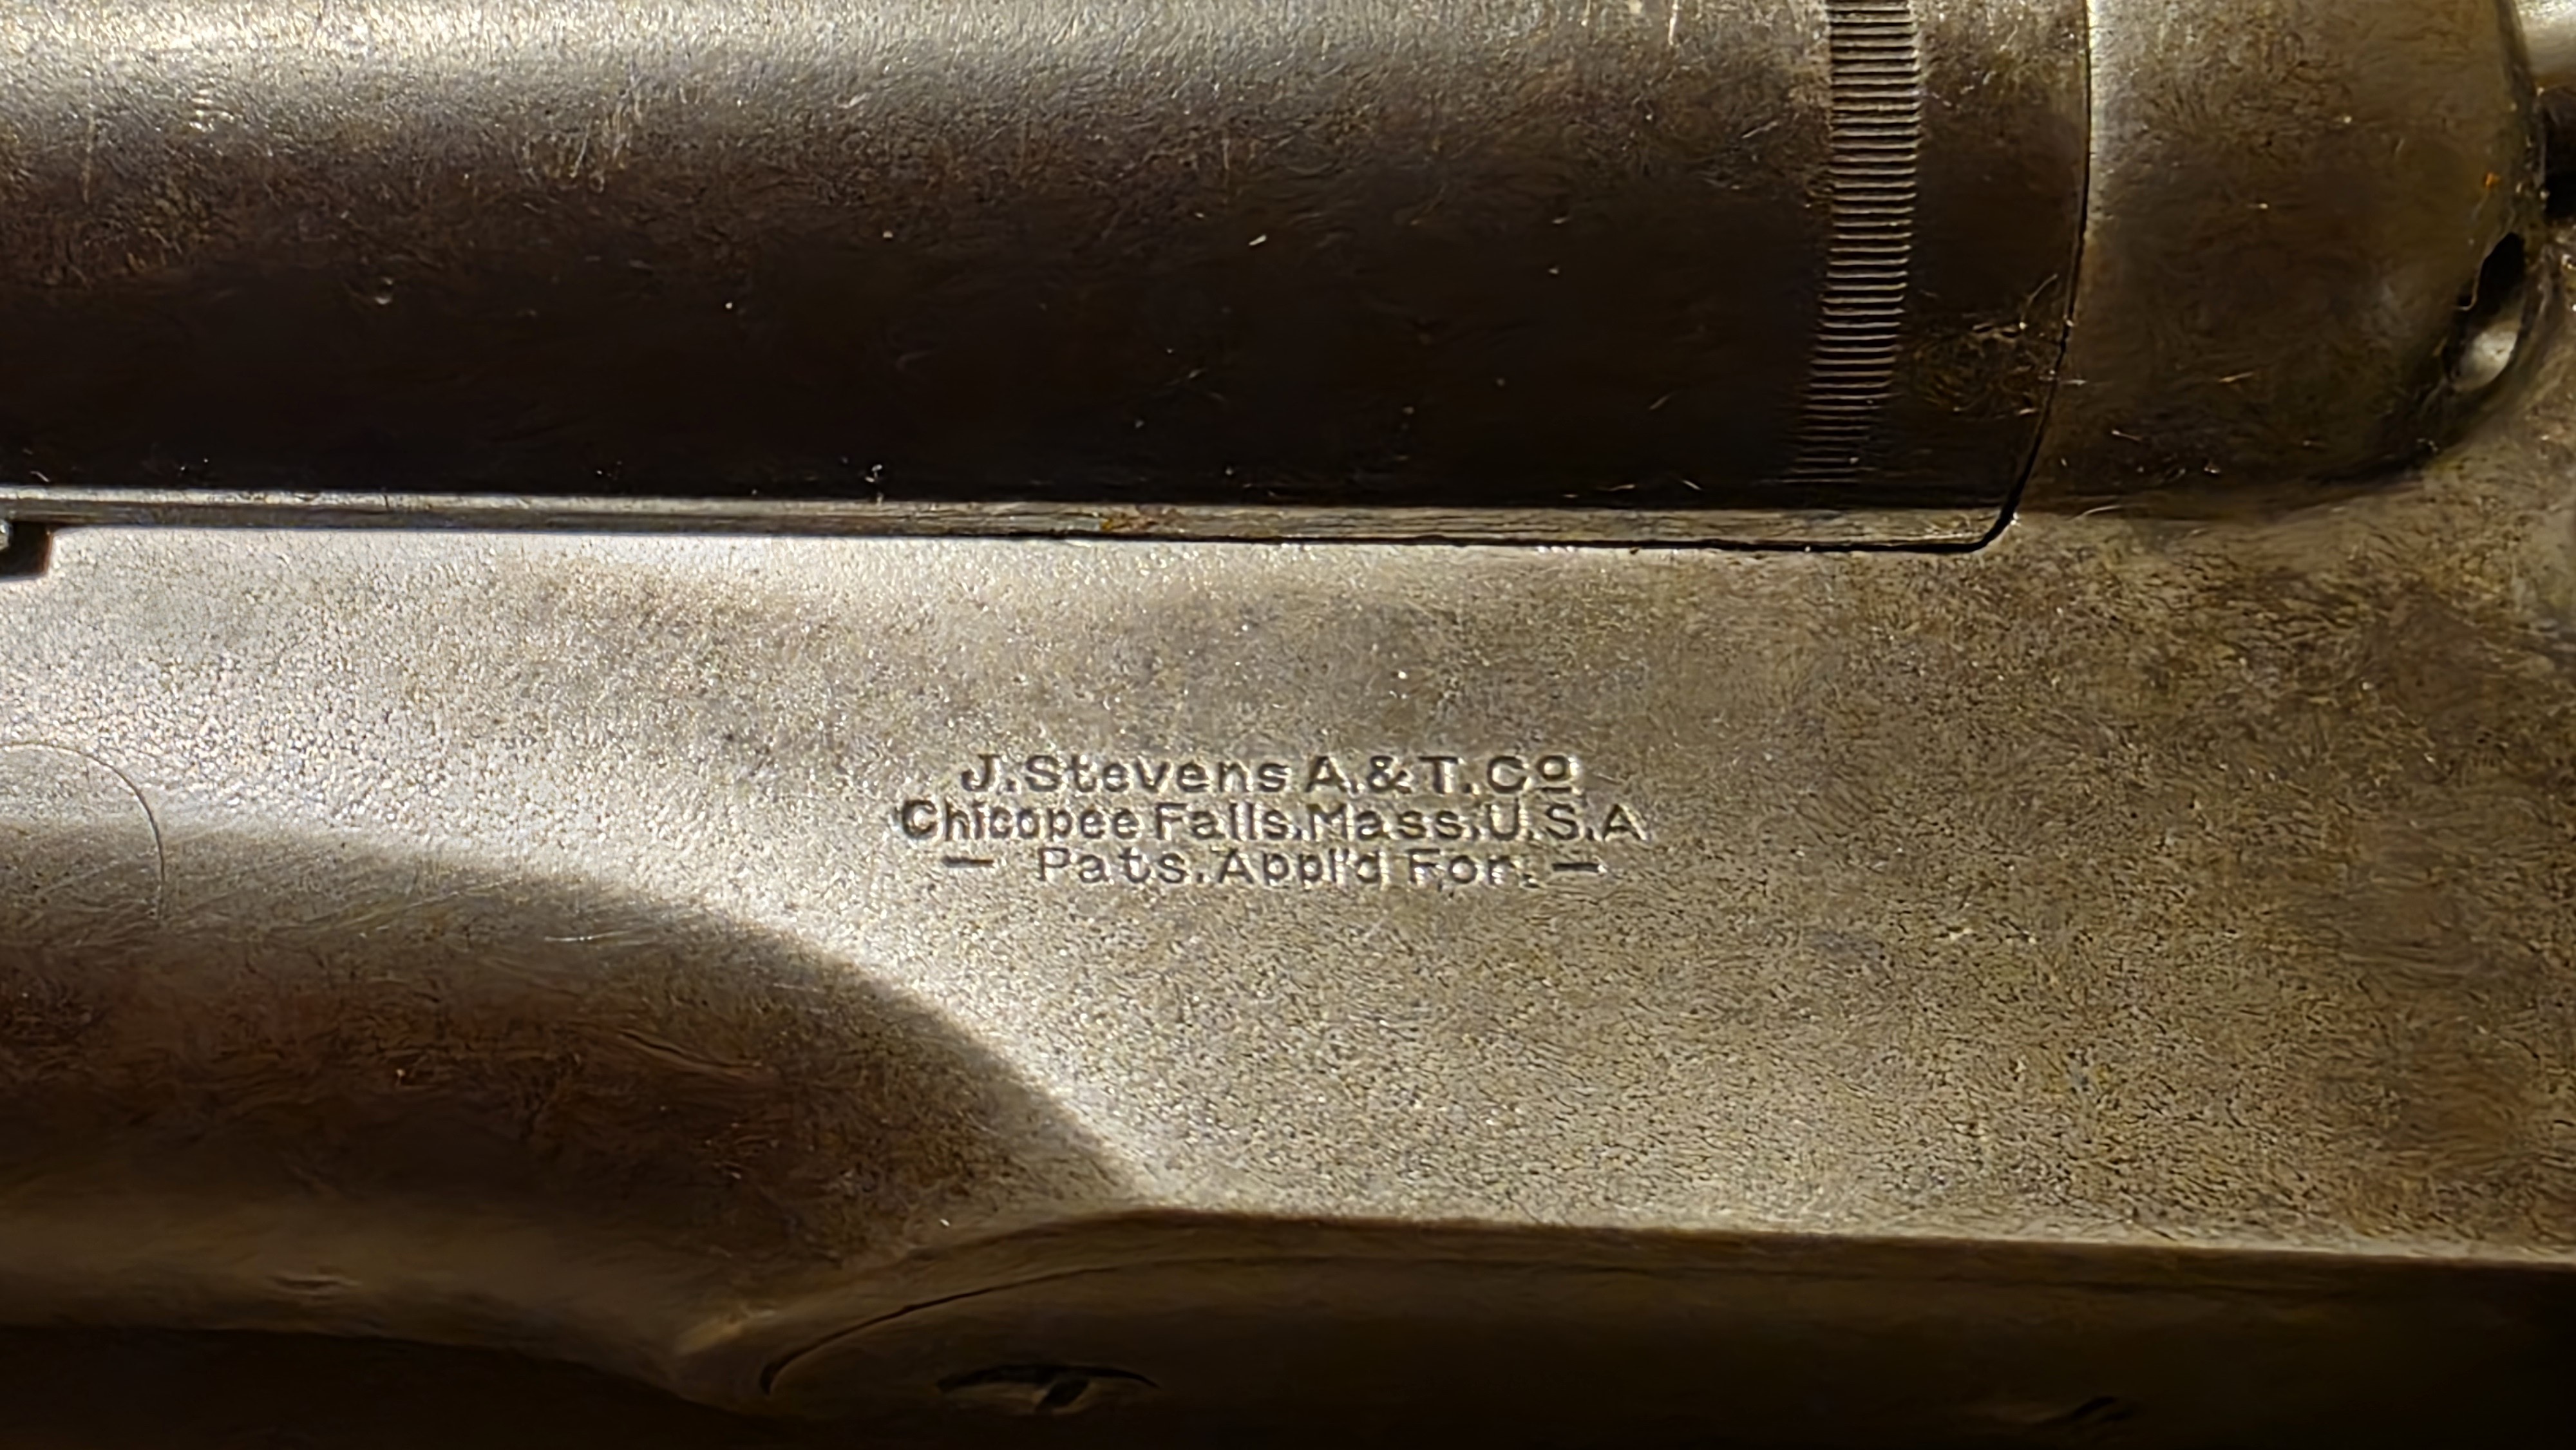 J. Stevens A. & T. Co
Chicopee Falls. Mass. U.S.A
— Pats. Appl'd For. —